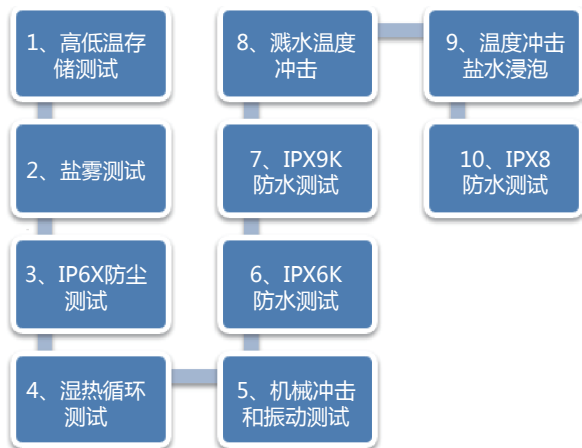 1、高低温存
储测试
2、盐雾测试
3、IP6X防尘
测试
4、湿热循环
测试
5、机械冲击
和振动测试
6、IPX6K
防水测试
7、IPX9K
防水测试
8、溅水温度
冲击
9、温度冲击
盐水浸泡
10、IPX8
防水测试